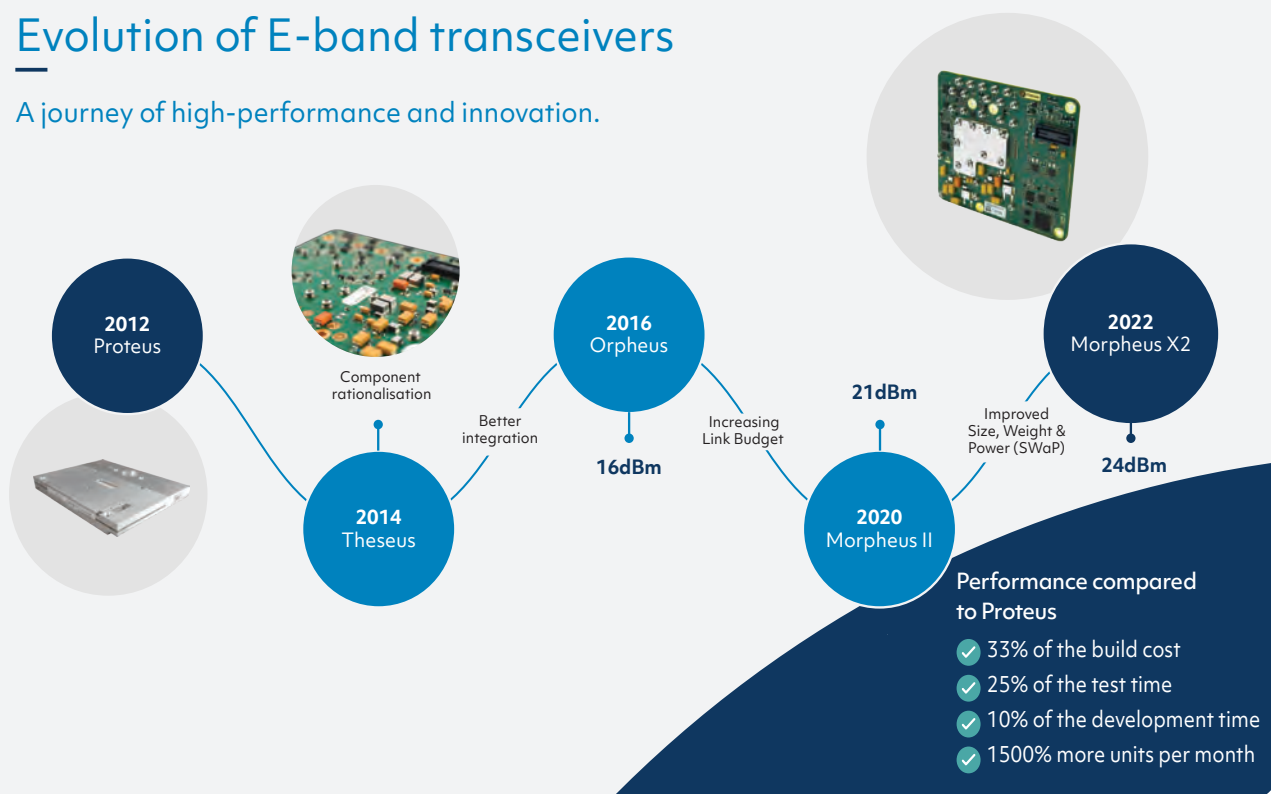 Evolution of E-band transceivers
A journey of high-performance and innovation.
2012
Proteus
Component
rationalisation
2014
Theseus
Better
integration
2016
Orpheus
16dBm
Increasing
Link Budget
21dBm
2020
Morpheus II
Improved
Size, Weight &
Power (SWaP)
2022
Morpheus X2
24dBm
Performance compared
to Proteus
33% of the build cost
25% of the test time
10% of the development time
1500% more units per month